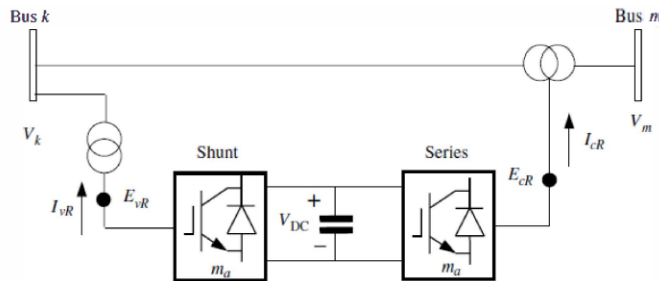 Bus k
Bus m
V_k
V_m
I_cR
Shunt
Series
E_cR
E_vR
I_vR
+
V_DC
−
m_a
m_a